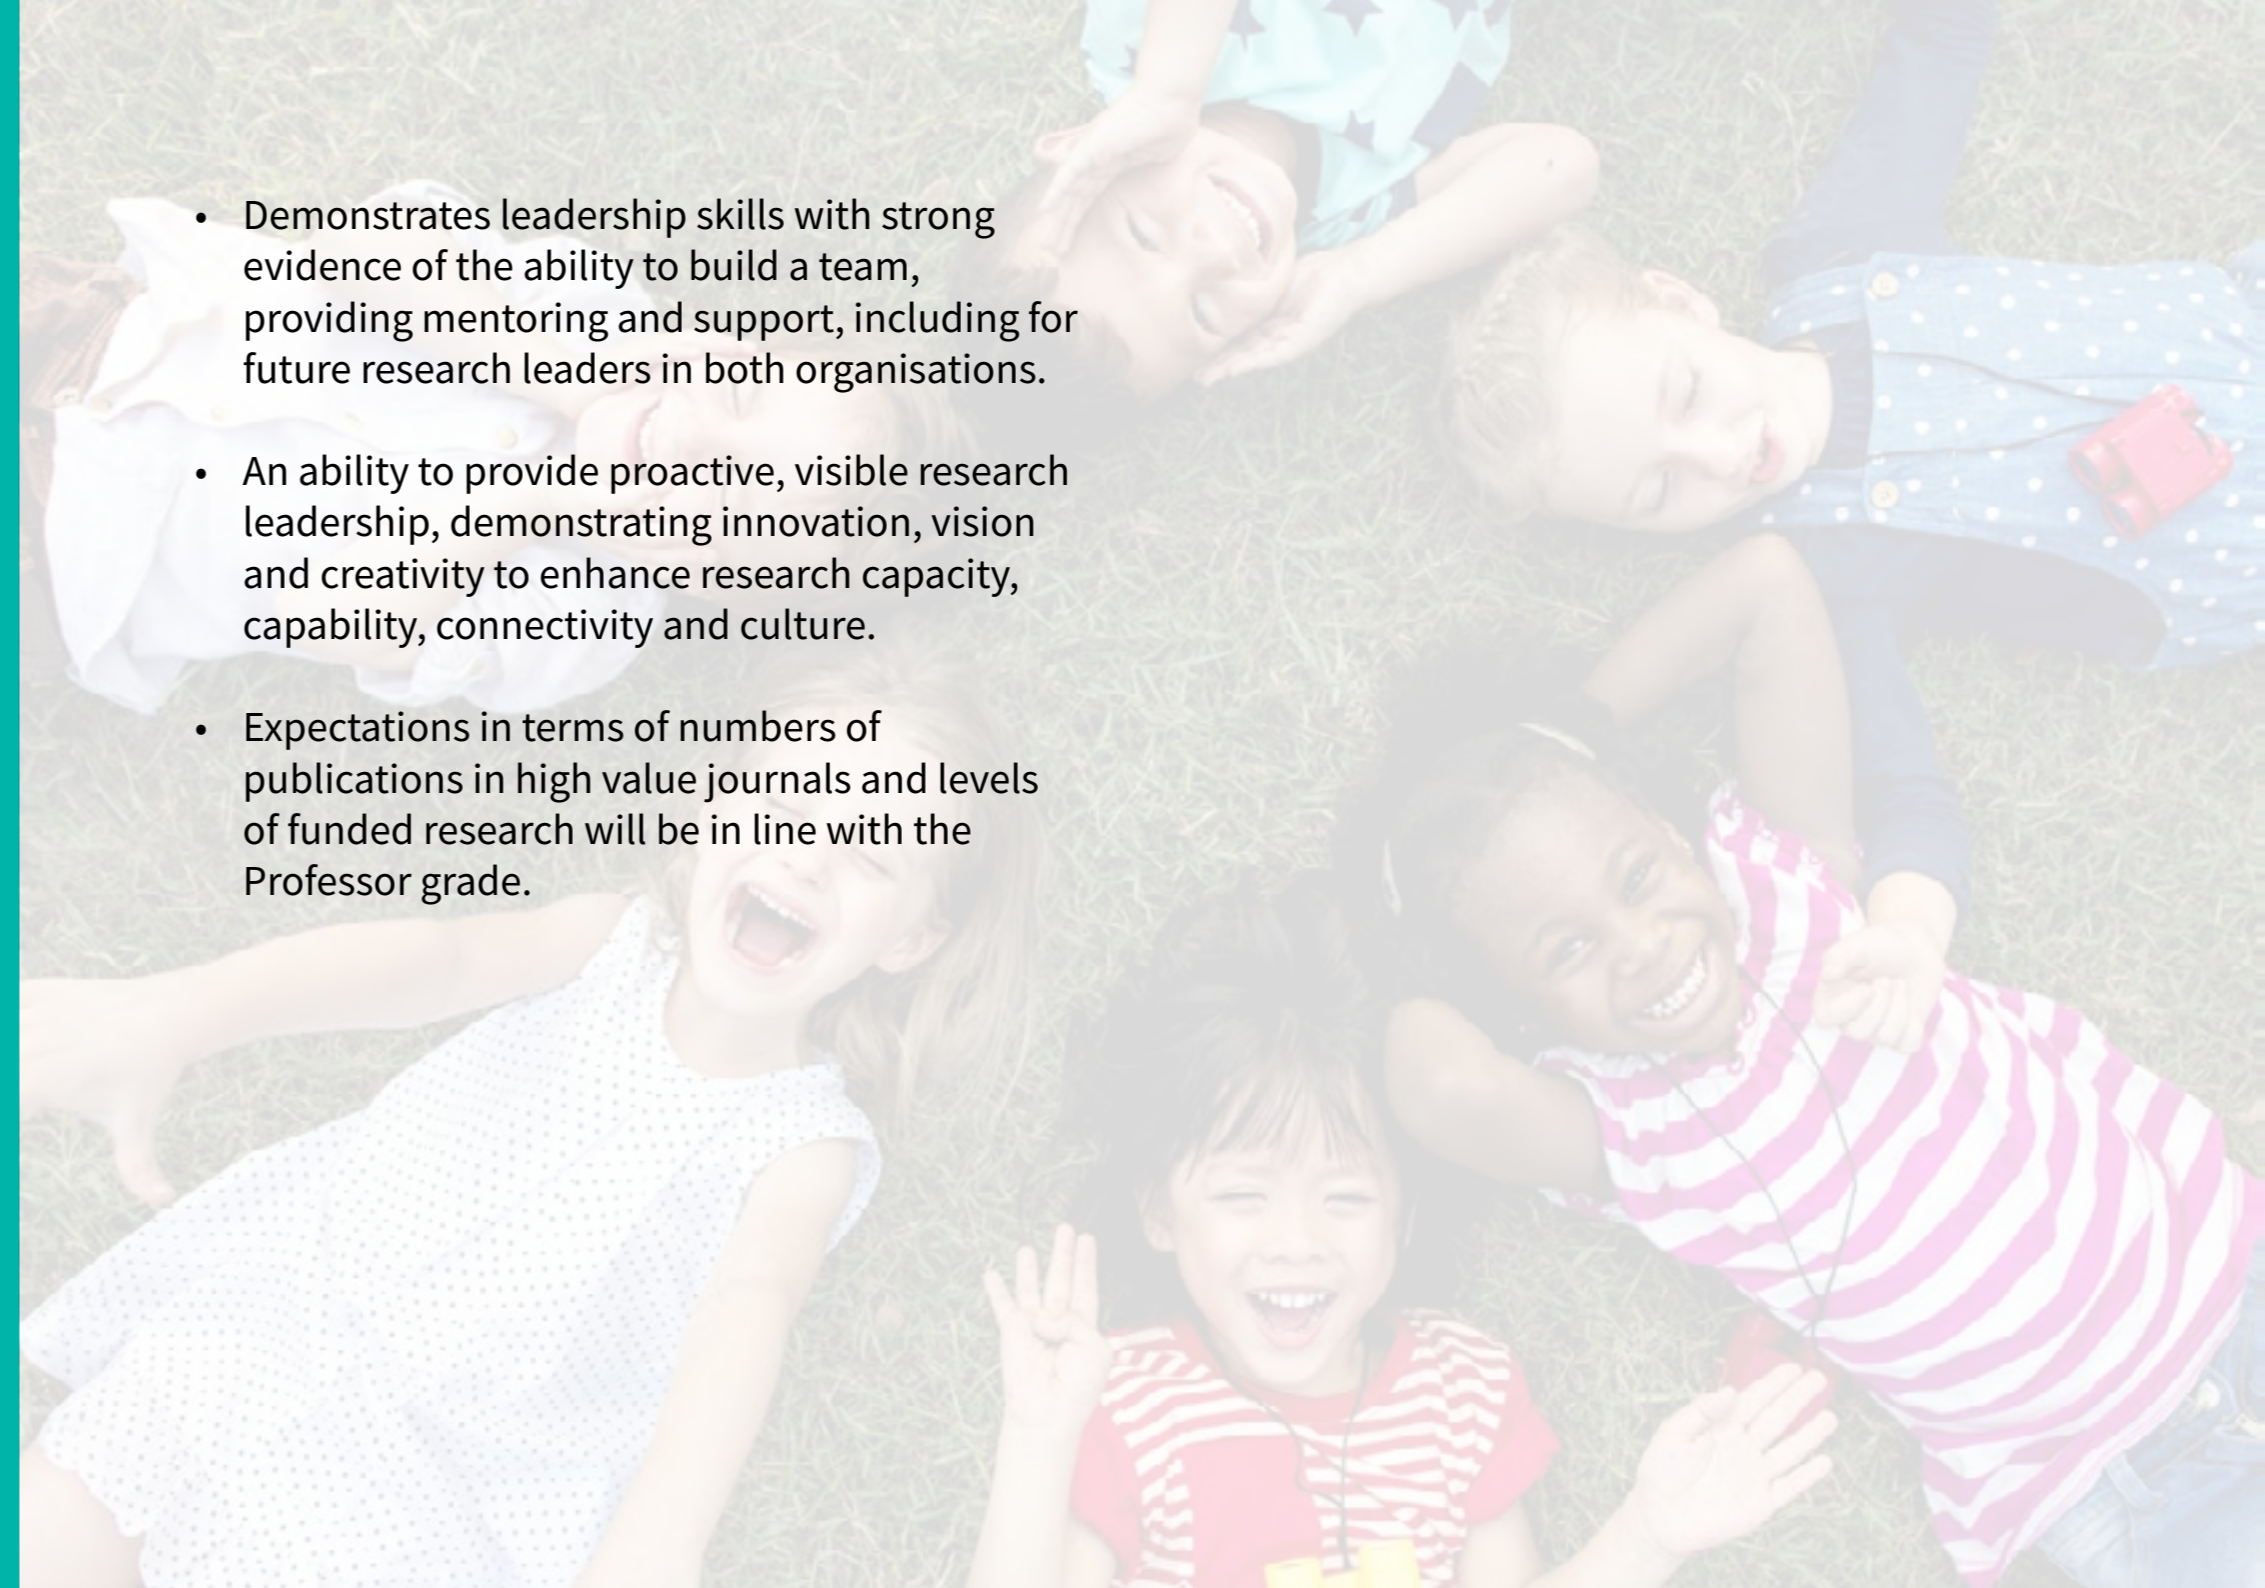 • Demonstrates leadership skills with strong
evidence of the ability to build a team,
providing mentoring and support, including for
future research leaders in both organisations.
• An ability to provide proactive, visible research
leadership, demonstrating innovation, vision
and creativity to enhance research capacity,
capability, connectivity and culture.
• Expectations in terms of numbers of
publications in high value journals and levels
of funded research will be in line with the
Professor grade.